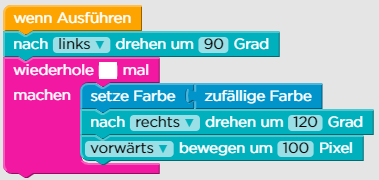 wenn Ausführen
nach links ▼ drehen um 90 Grad
wiederhole mal
machen setze Farbe zufällige Farbe
nach rechts ▼ drehen um 120 Grad
vorwärts ▼ bewegen um 100 Pixel